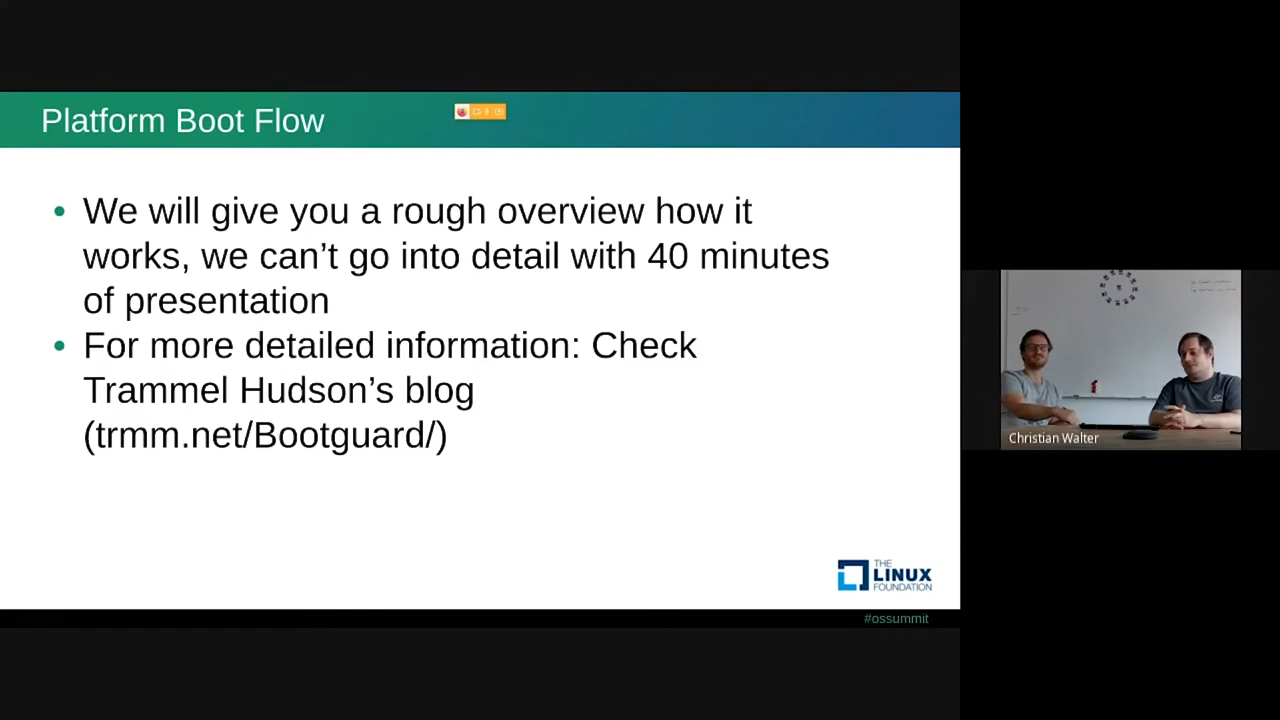 Platform Boot Flow
• We will give you a rough overview how it
works, we can’t go into detail with 40 minutes
of presentation
• For more detailed information: Check
Trammel Hudson’s blog
(trmm.net/Bootguard/)
THE
LINUX
FOUNDATION
#ossummit
Christian Walter